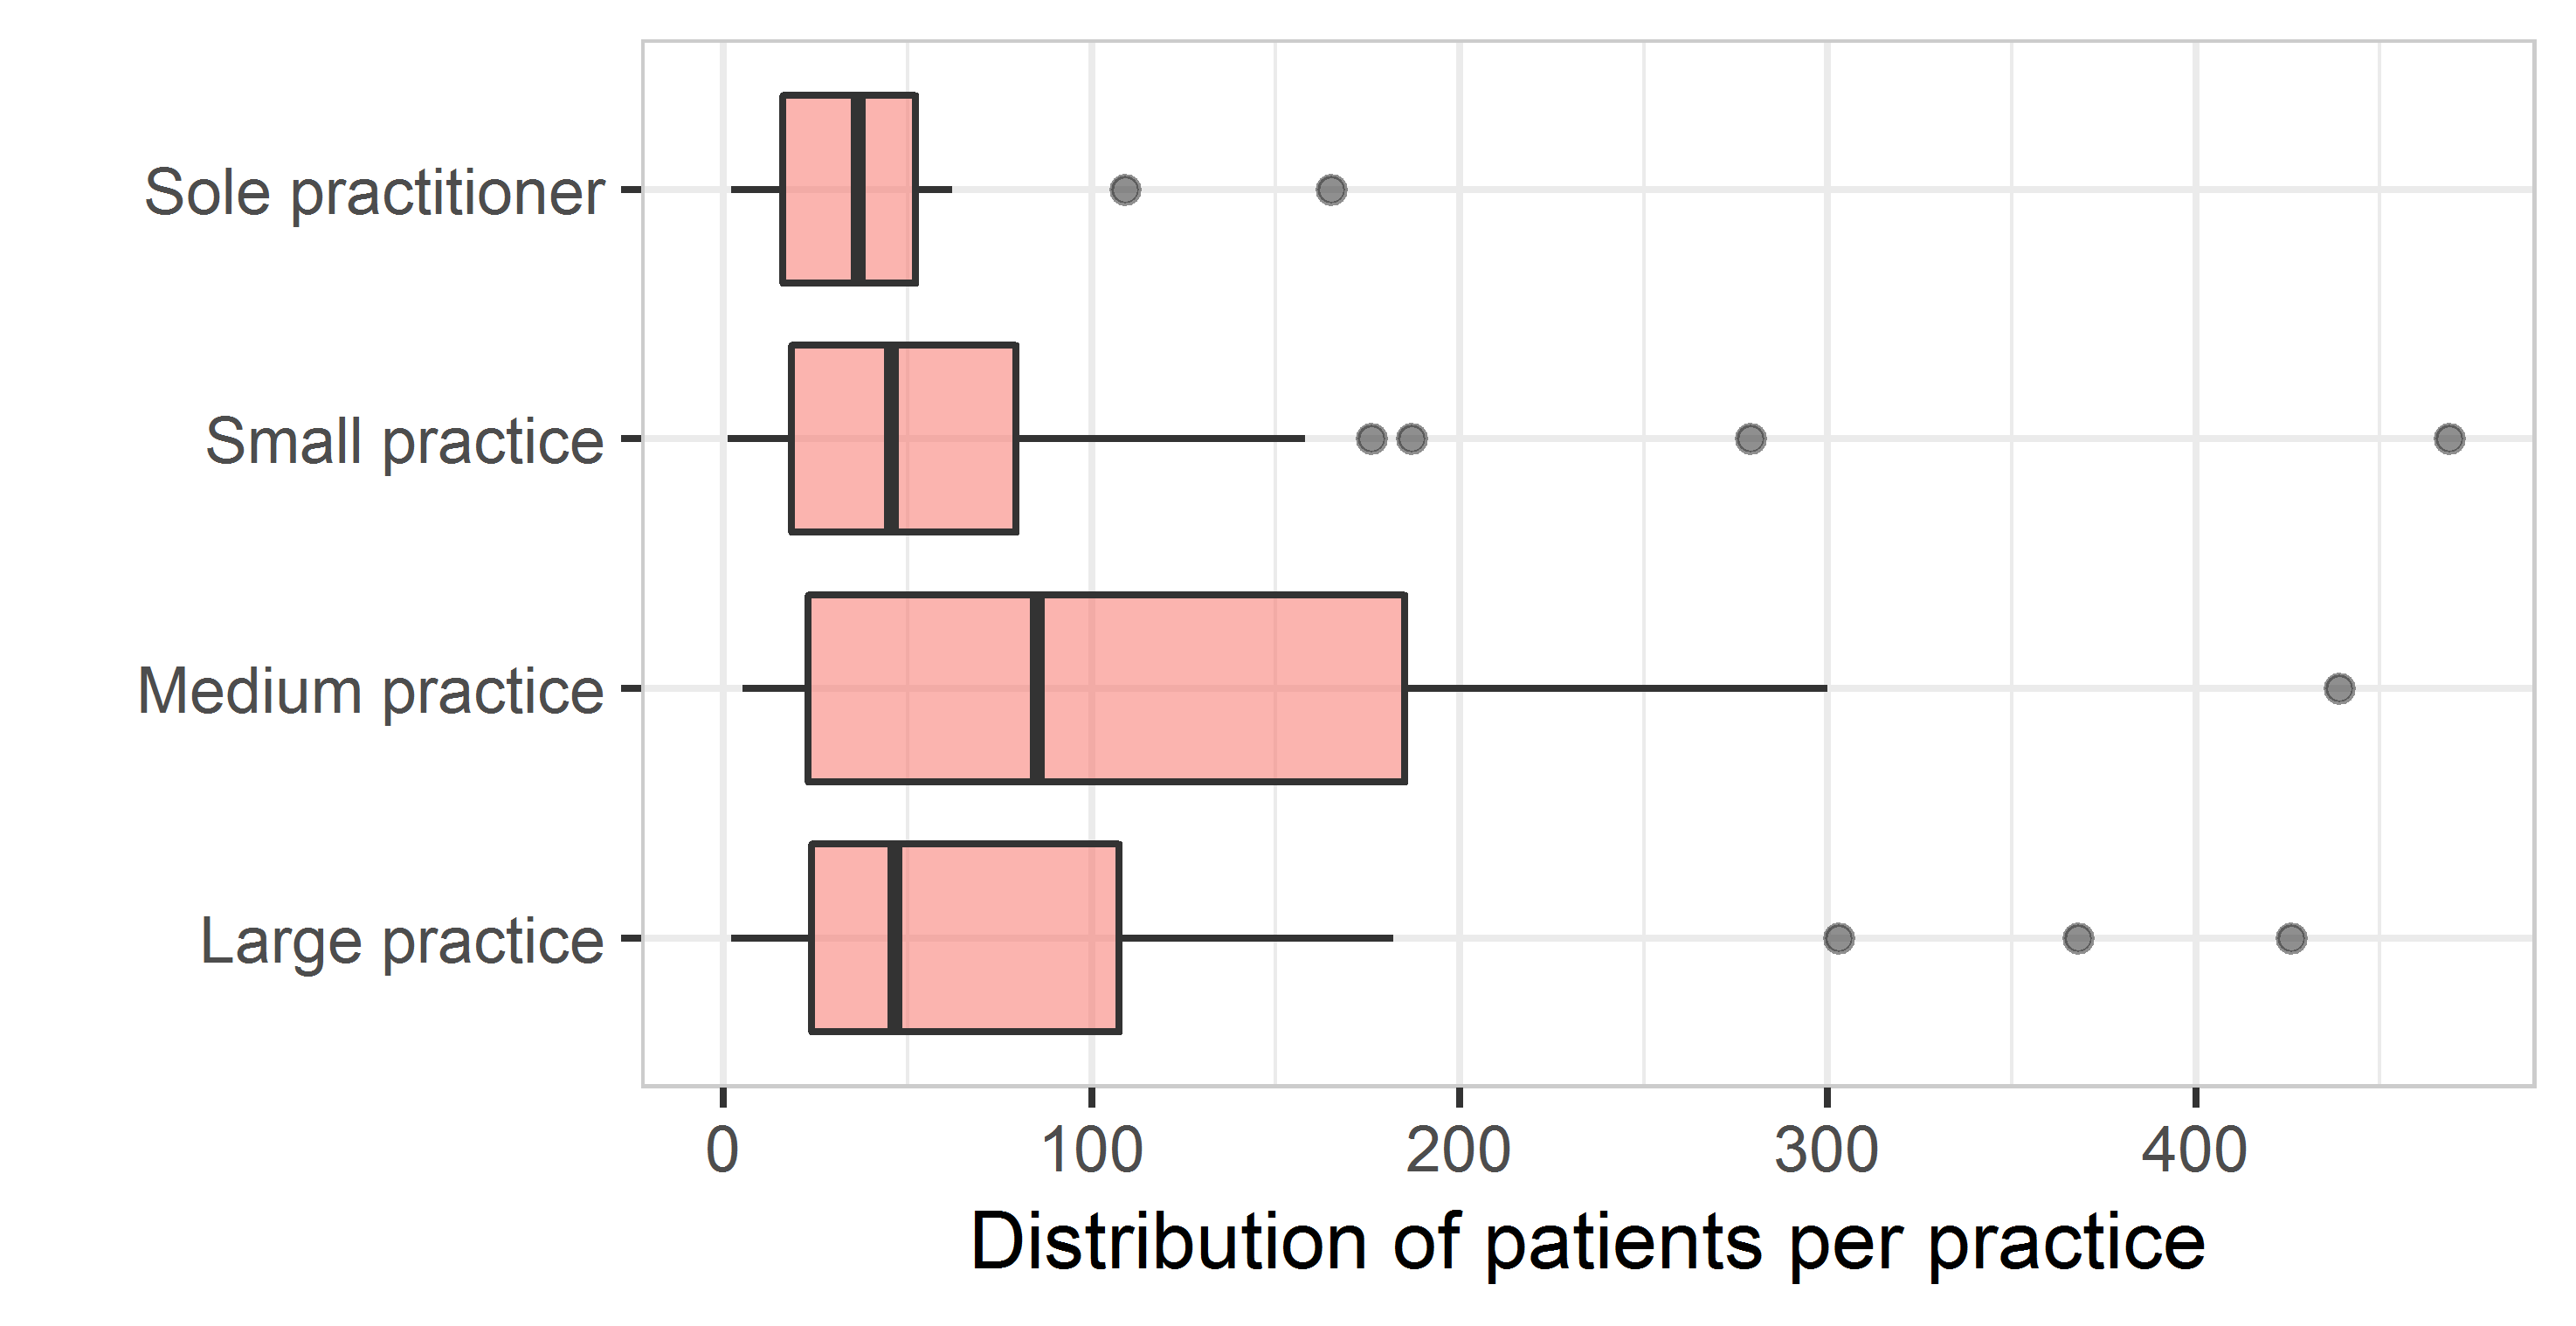 Sole practitioner
Small practice
Medium practice
Large practice
0 100 200 300 400
Distribution of patients per practice